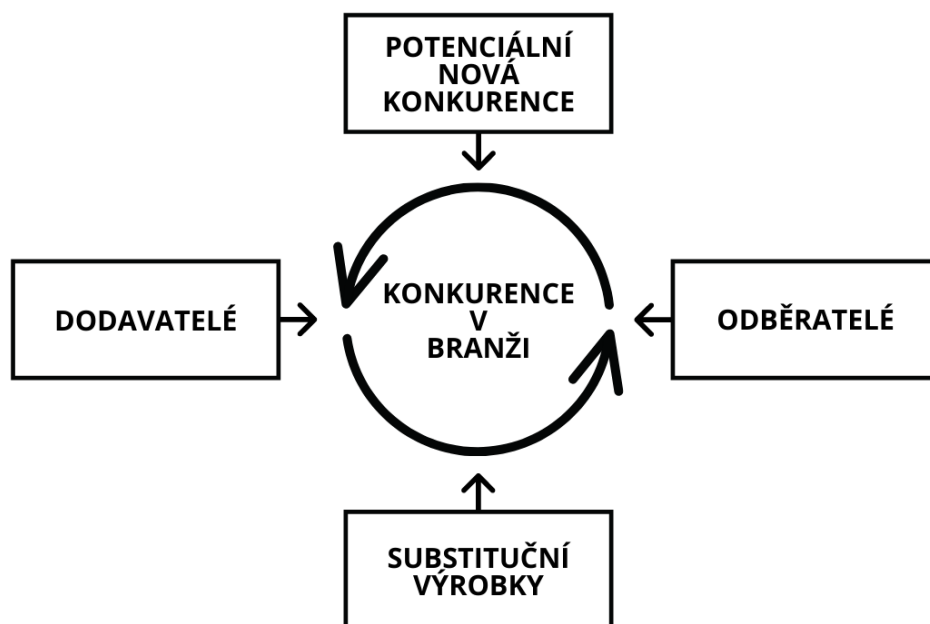 POTENCIÁLNÍ
NOVÁ
KONKURENCE
DODAVATELÉ
KONKURENCE
V
BRANŽI
ODBĚRATELÉ
SUBSTITUČNÍ
VÝROBKY